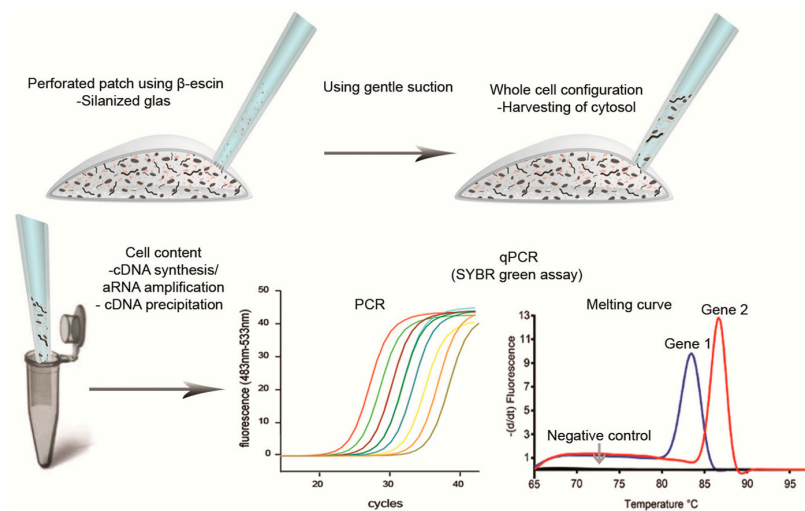 Perforated patch using β-escin
-Silanized glas
Using gentle suction
Whole cell configuration
-Harvesting of cytosol
Cell content
-cDNA synthesis/
aRNA amplification
- cDNA precipitation
qPCR
(SYBR green assay)
PCR
fluorescence (483nm-533nm)
50
40
30
20
10
0
20
30
40
cycles
Melting curve
Gene 2
Gene 1
Negative control
-(d/dt) Fluorescence
13
11
9
7
5
3
1
65
70
75
80
85
90
95
Temperature °C